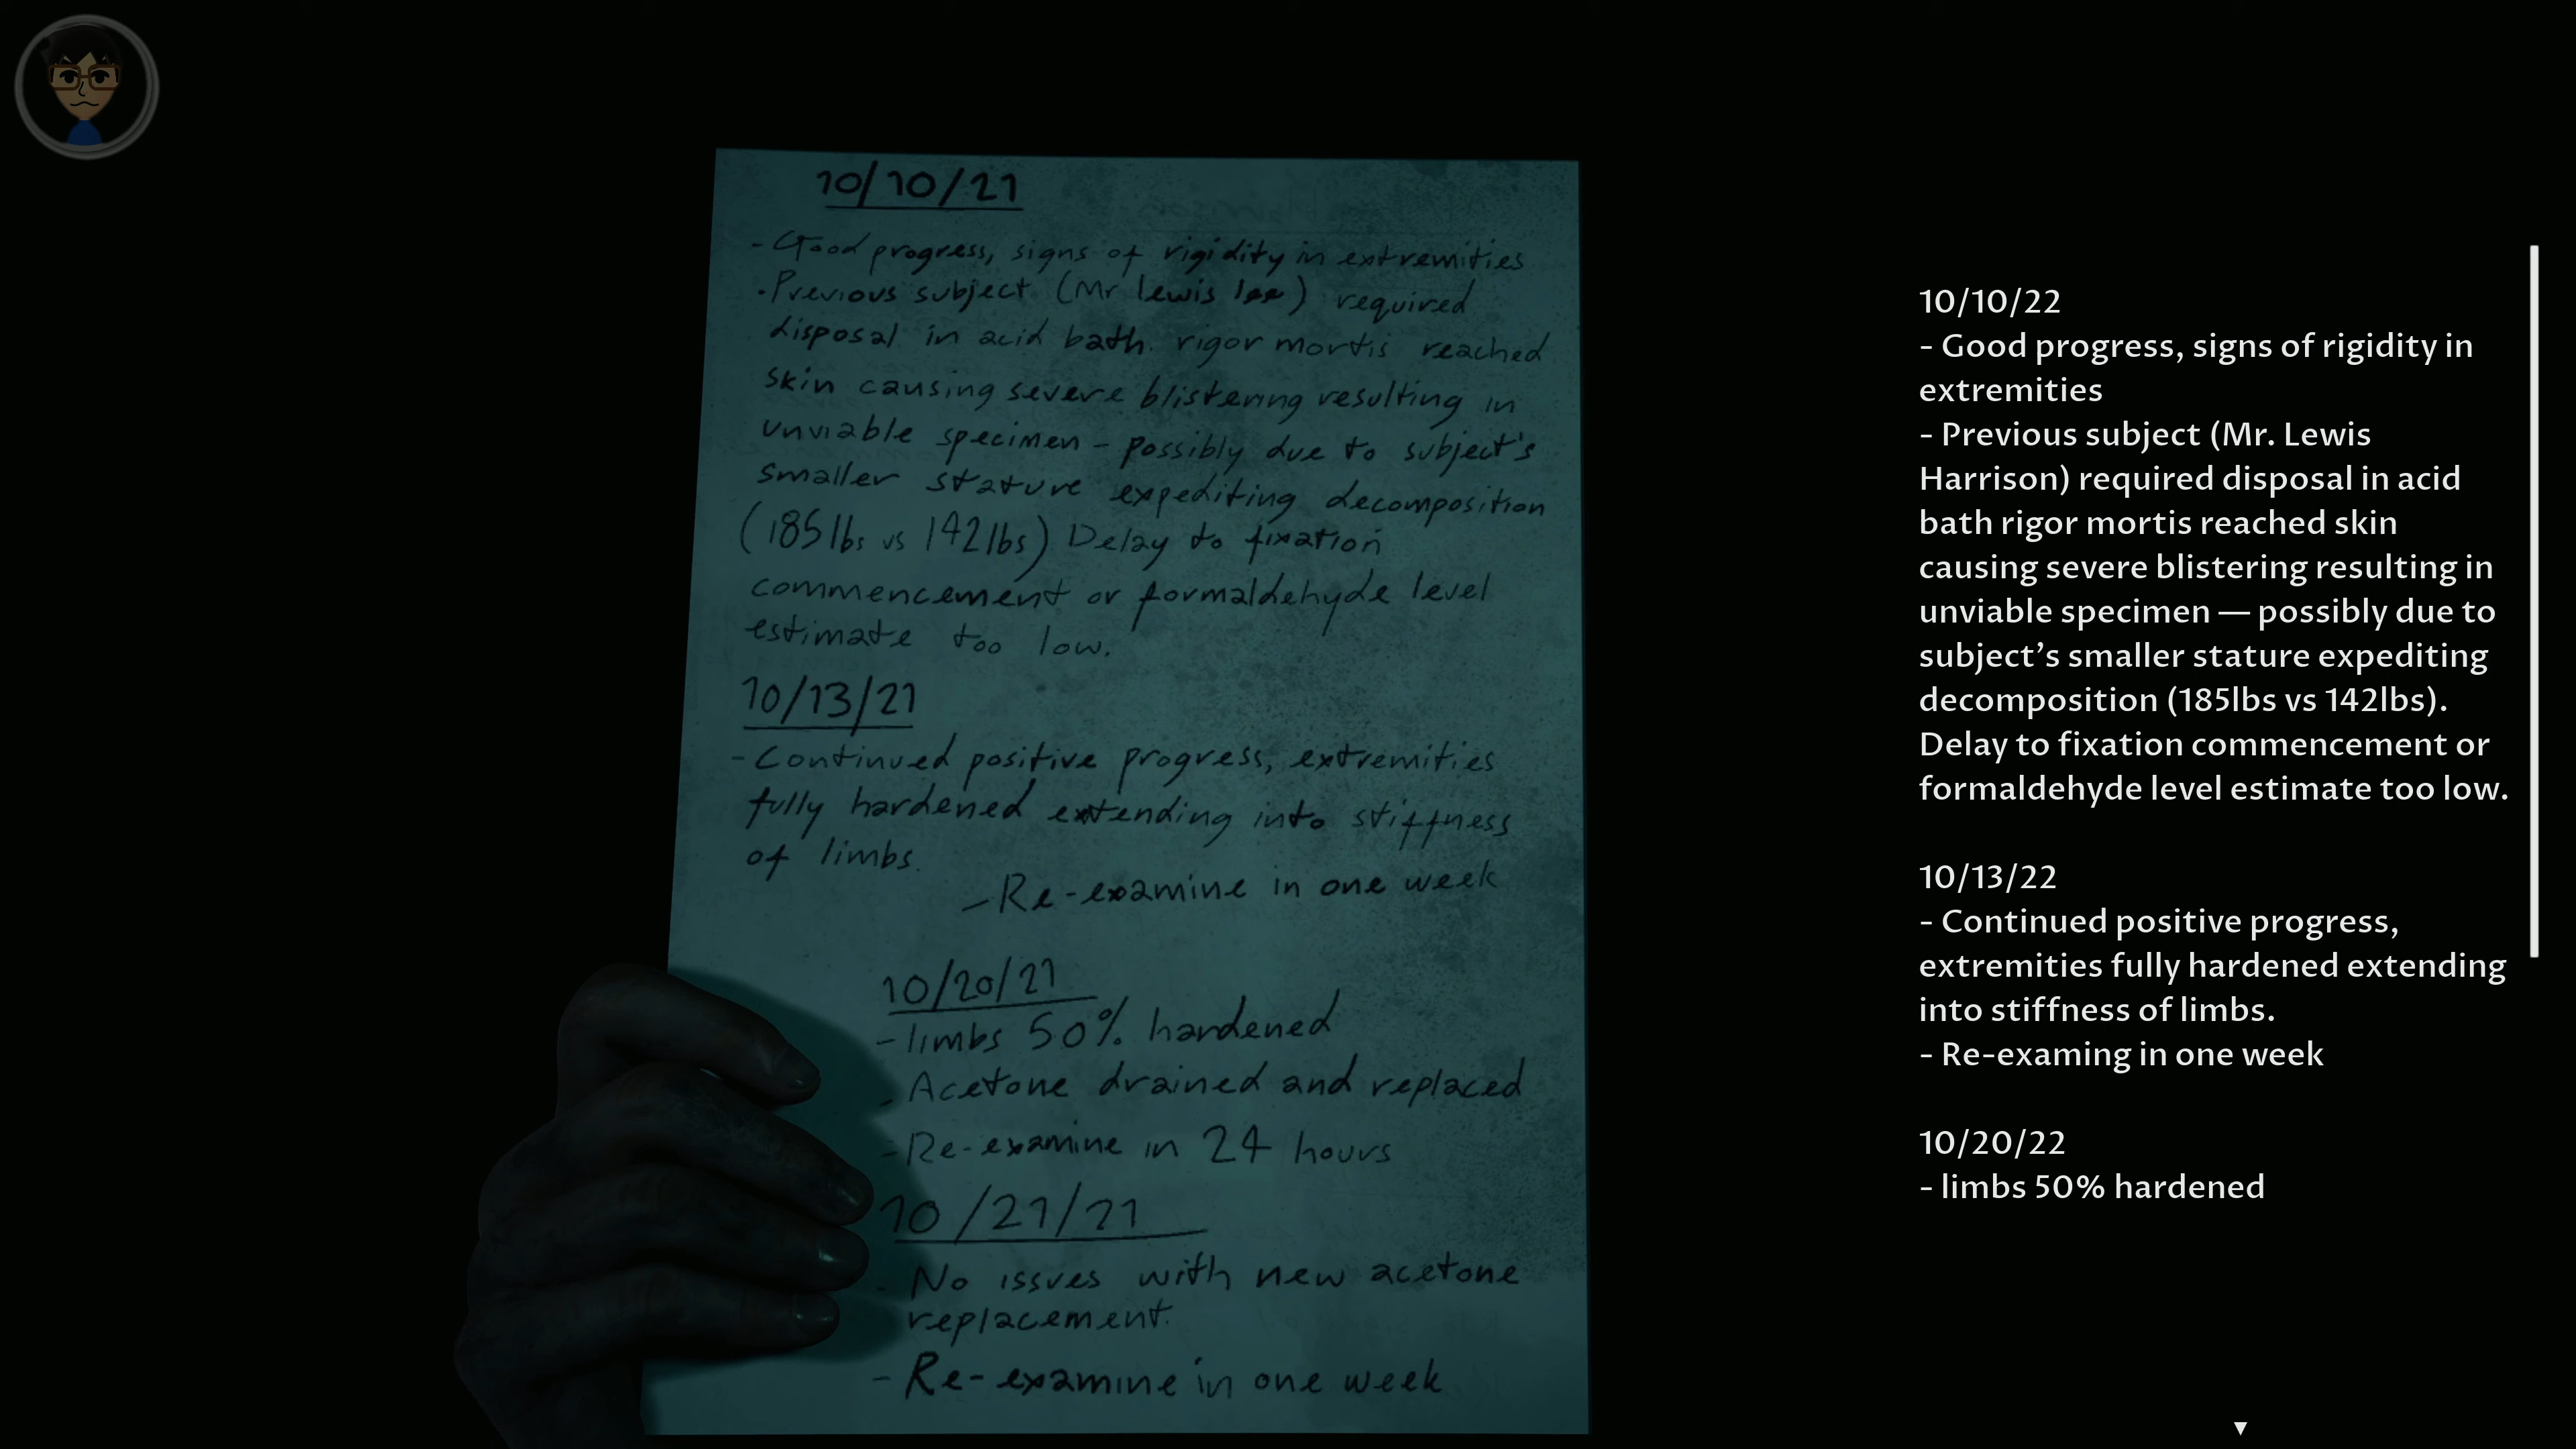 10/10/21
- Good progress, signs of rigidity in extremities
- Previous subject (Mr lewis lee) required
disposal in acid bath. rigor mortis reached
skin causing severe blistering resulting in
unviable specimen - possibly due to subject's
smaller stature expediting decomposition
(185lbs vs 142lbs) Delay to fixation
commencement or formaldehyde level
estimate too low.
10/13/21
- Continued positive progress, extremities
fully hardened extending into stiffness
of limbs.
- Re-examine in one week
10/20/21
- limbs 50% hardened
- Acetone drained and replaced
- Re-examine in 24 hours
10/21/21
- No issues with new acetone
replacement.
- Re-examine in one week
10/10/22
- Good progress, signs of rigidity in
extremities
- Previous subject (Mr. Lewis
Harrison) required disposal in acid
bath rigor mortis reached skin
causing severe blistering resulting in
unviable specimen — possibly due to
subject’s smaller stature expediting
decomposition (185lbs vs 142lbs).
Delay to fixation commencement or
formaldehyde level estimate too low.
10/13/22
- Continued positive progress,
extremities fully hardened extending
into stiffness of limbs.
- Re-examing in one week
10/20/22
- limbs 50% hardened